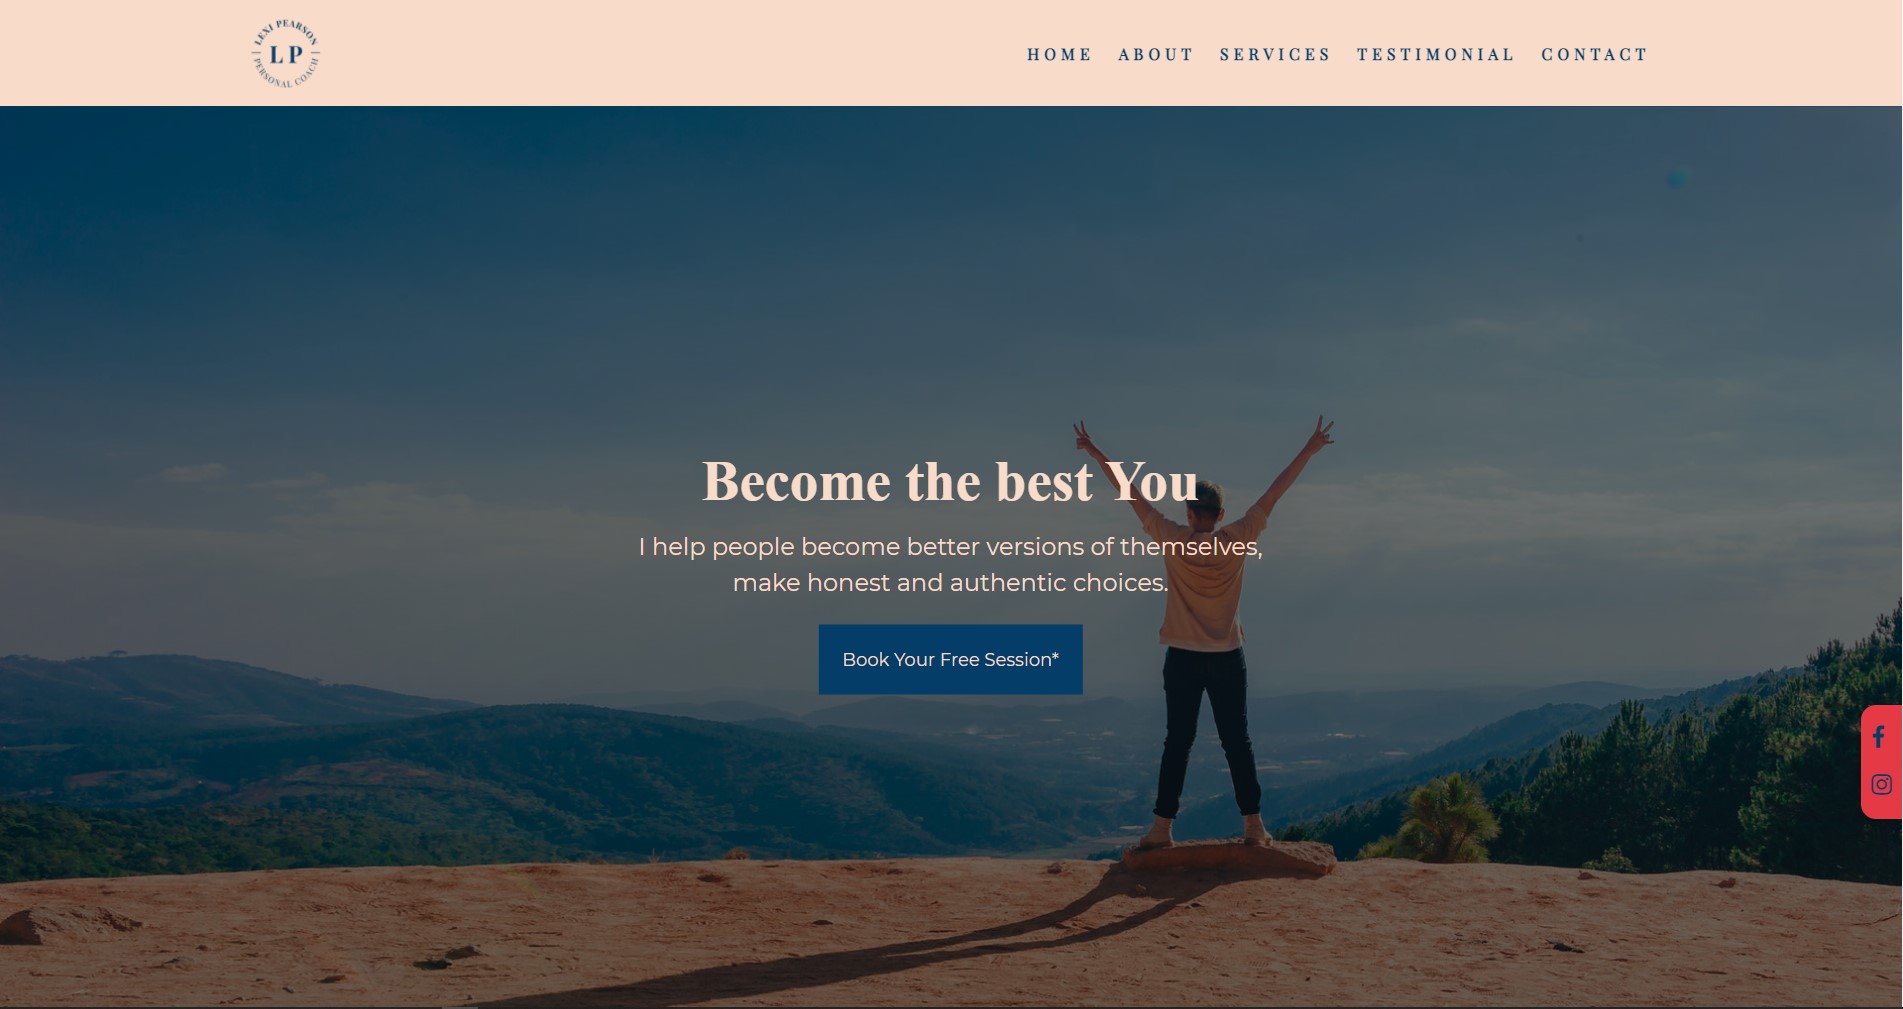 LEXI PEARSON
LP
PERSONAL COACH
HOME ABOUT SERVICES TESTIMONIAL CONTACT
Become the best You
I help people become better versions of themselves,
make honest and authentic choices.
Book Your Free Session*